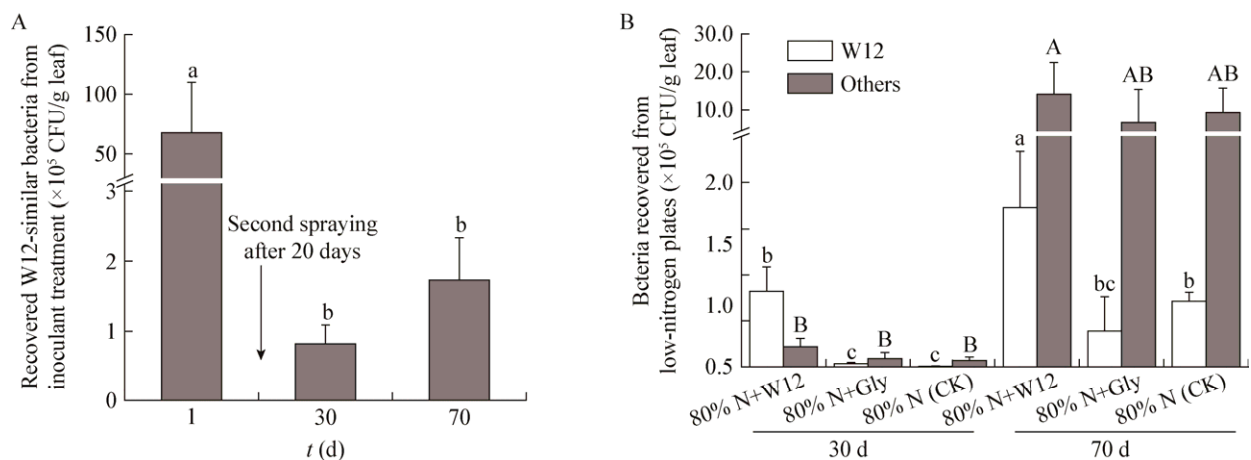 A
Recovered W12-similar bacteria from
inoculant treatment (×10⁵ CFU/g leaf)
150
100
50
3
2
1
0
a
Second spraying
after 20 days
b
b
1
30
70
t (d)
B
Bcteria recovered from
low-nitrogen plates (×10⁵ CFU/g leaf)
30.0
20.0
10.0
2.0
1.5
1.0
0.5
W12
Others
b
B
c
B
c
B
a
A
bc
AB
b
AB
80% N+W12
80% N+Gly
80% N (CK)
80% N+W12
80% N+Gly
80% N (CK)
30 d
70 d